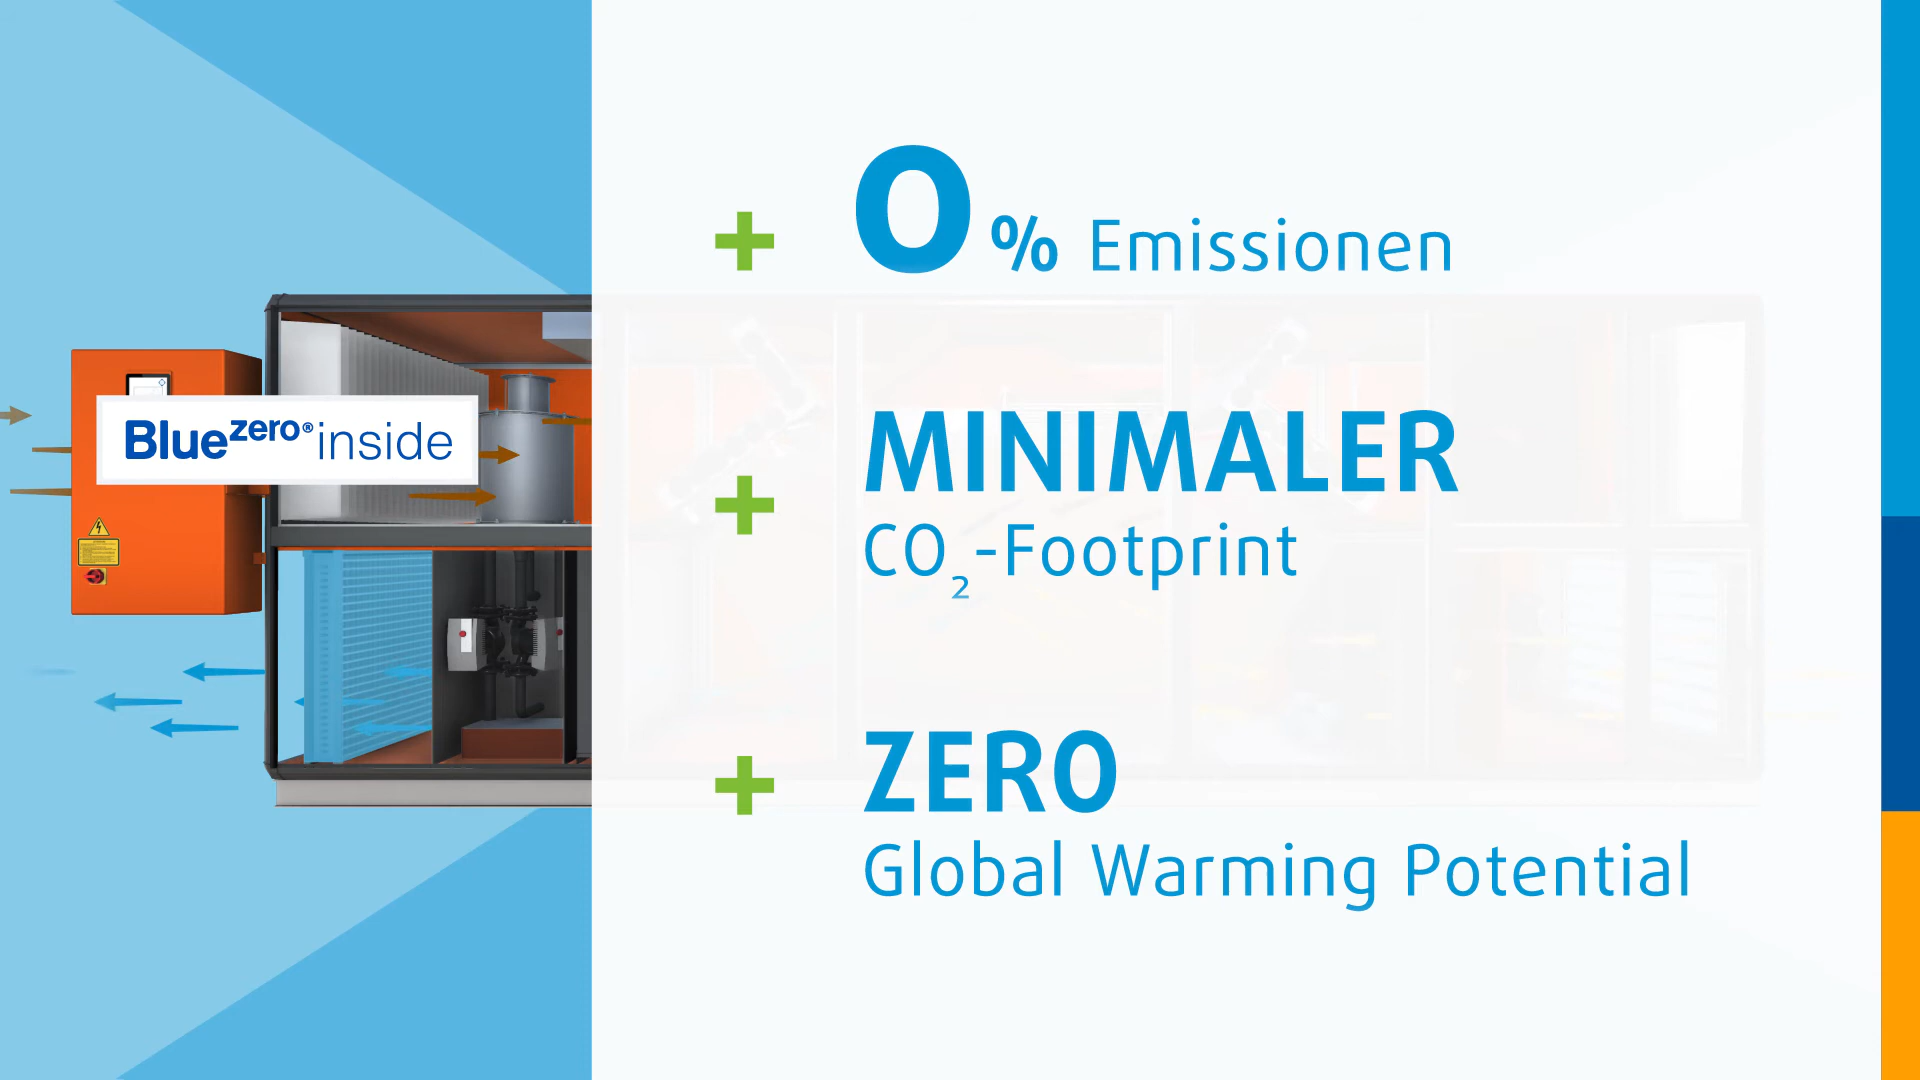 Bluezero® inside
+ 0 % Emissionen
+ MINIMALER
CO₂-Footprint
+ ZERO
Global Warming Potential